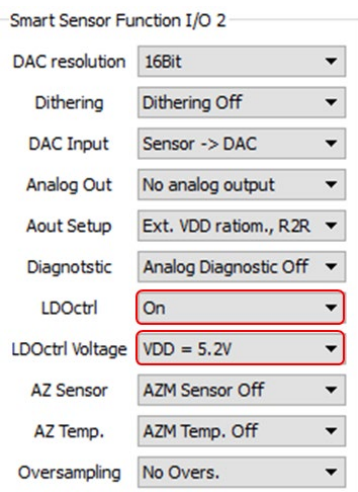 Smart Sensor Function I/O 2
DAC resolution 16Bit
Dithering Dithering Off
DAC Input Sensor -> DAC
Analog Out No analog output
Aout Setup Ext. VDD ratiom., R2R
Diagnotstic Analog Diagnostic Off
LDOctrl On
LDOctrl Voltage VDD = 5.2V
AZ Sensor AZM Sensor Off
AZ Temp. AZM Temp. Off
Oversampling No Overs.